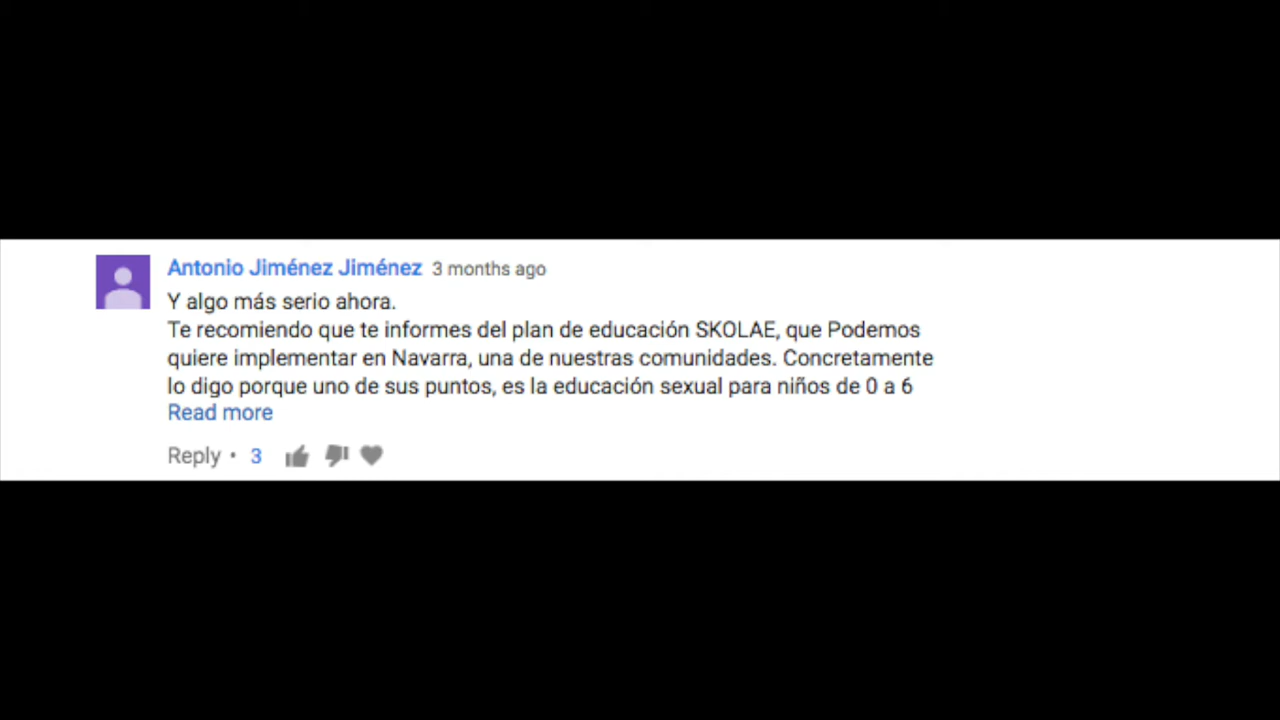 Antonio Jiménez Jiménez 3 months ago
Y algo más serio ahora.
Te recomiendo que te informes del plan de educación SKOLAE, que Podemos
quiere implementar en Navarra, una de nuestras comunidades. Concretamente
lo digo porque uno de sus puntos, es la educación sexual para niños de 0 a 6
Read more
Reply • 3